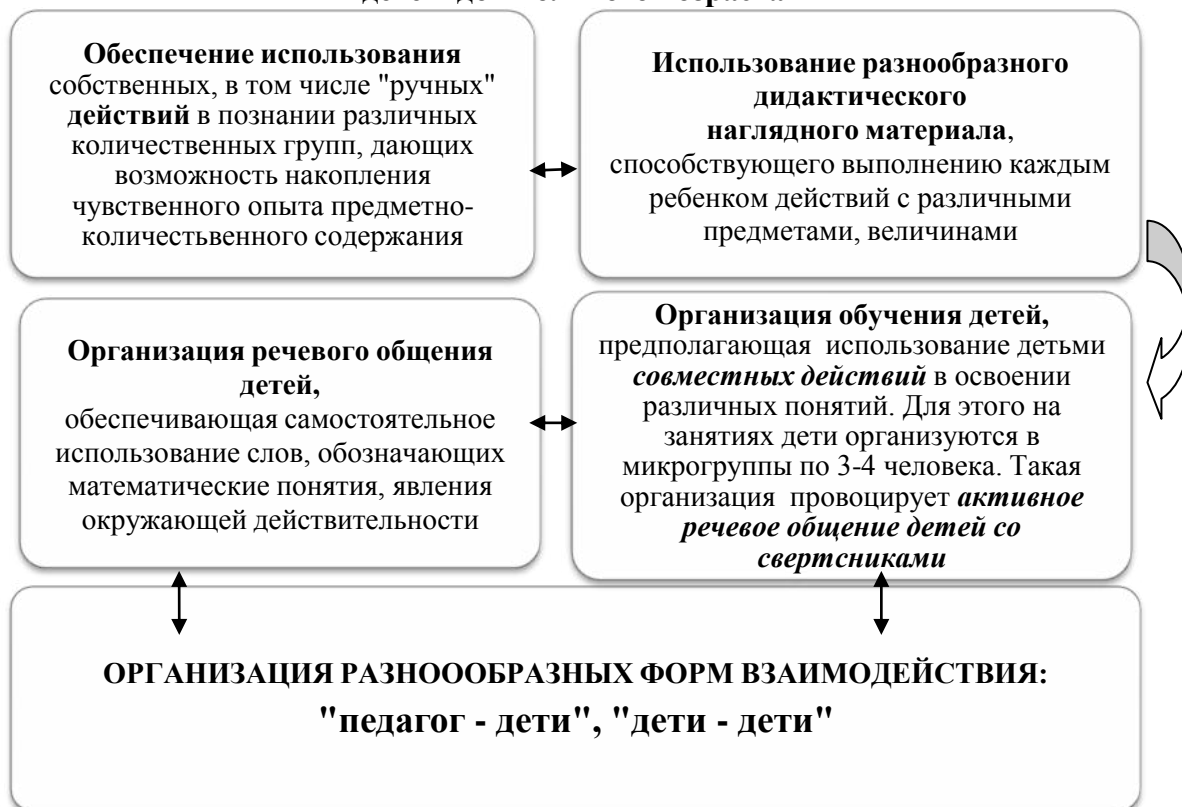 Обеспечение использования
собственных, в том числе "ручных"
действий в познании различных
количественных групп, дающих
возможность накопления
чувственного опыта предметно-
количестьвенного содержания
Использование разнообразного
дидактического
наглядного материала,
способствующего выполнению каждым
ребенком действий с различными
предметами, величинами
Организация речевого общения
детей,
обеспечивающая самостоятельное
использование слов, обозначающих
математические понятия, явления
окружающей действительности
Организация обучения детей,
предполагающая использование детьми
совместных действий в освоении
различных понятий. Для этого на
занятиях дети организуются в
микрогруппы по 3-4 человека. Такая
организация провоцирует активное
речевое общение детей со
свертсниками
ОРГАНИЗАЦИЯ РАЗНОООБРАЗНЫХ ФОРМ ВЗАИМОДЕЙСТВИЯ:
"педагог - дети", "дети - дети"